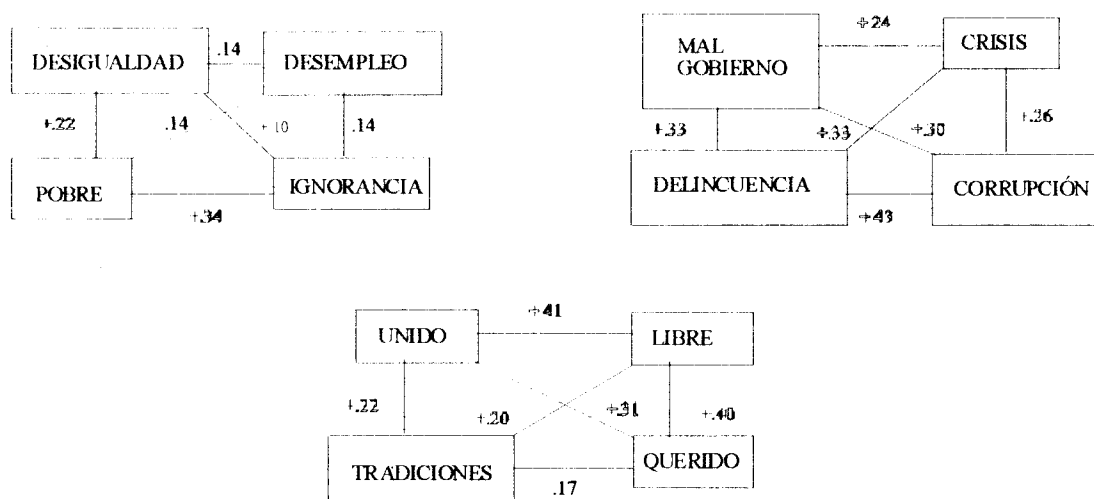 .14
DESIGUALDAD
DESEMPLEO
+.22
.14
+.10
.14
POBRE
IGNORANCIA
+.34
+.24
MAL
GOBIERNO
CRISIS
+.33
+.33
+.30
+.26
DELINCUENCIA
CORRUPCIÓN
+.43
+.41
UNIDO
LIBRE
+.22
+.20
+.31
+.40
TRADICIONES
QUERIDO
.17